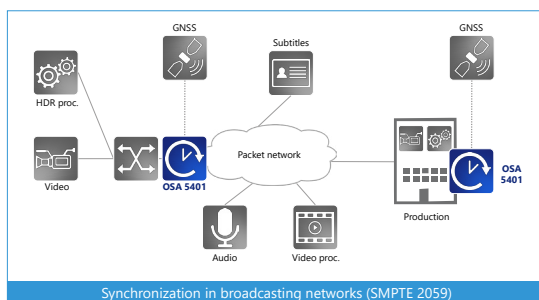 GNSS
GNSS
Subtitles
HDR proc.
Packet network
Video
OSA 5401
OSA
5401
Production
Audio
Video proc.
Synchronization in broadcasting networks (SMPTE 2059)